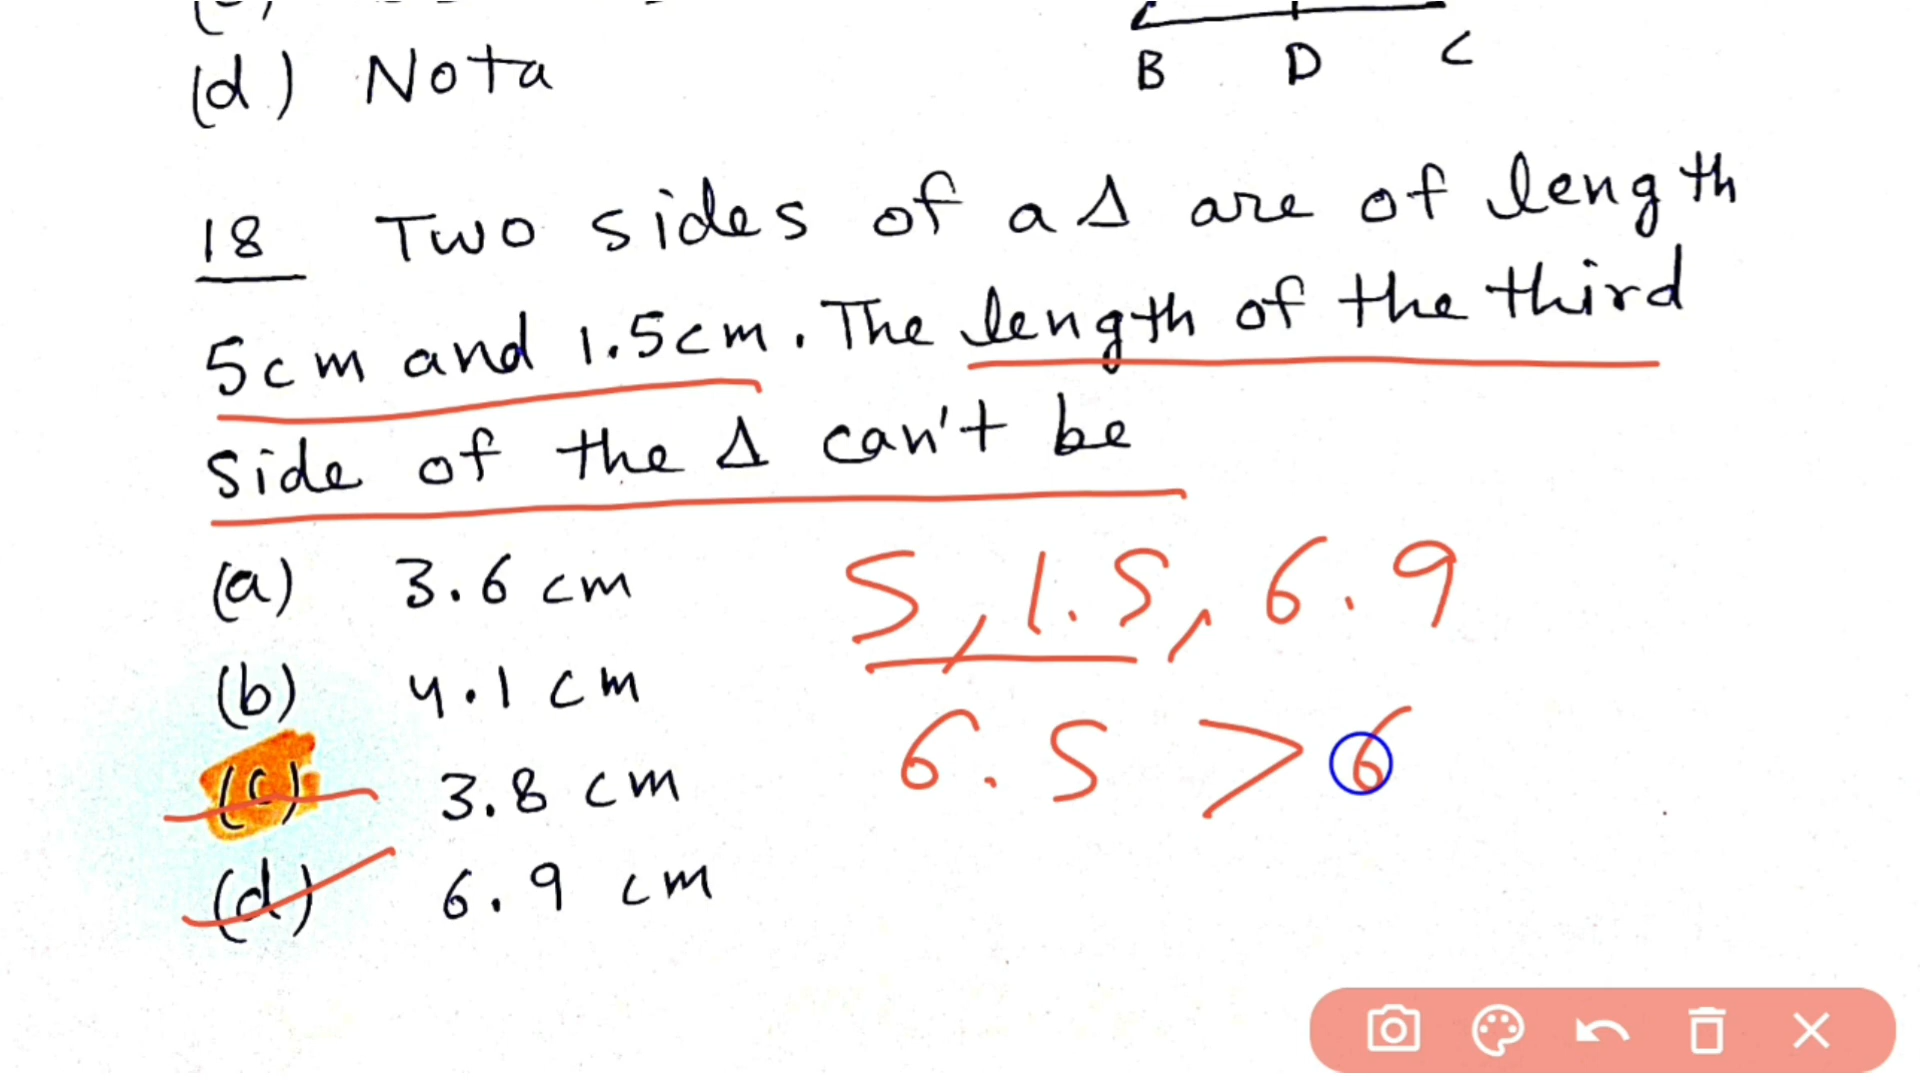 (d) Nota
B D C
18 Two sides of a Δ are of length
5cm and 1.5cm. The length of the third
side of the Δ can't be
(a) 3.6 cm
5, 1.5, 6.9
(b) 4.1 cm
6.5 > 6
(c) 3.8 cm
(d) 6.9 cm